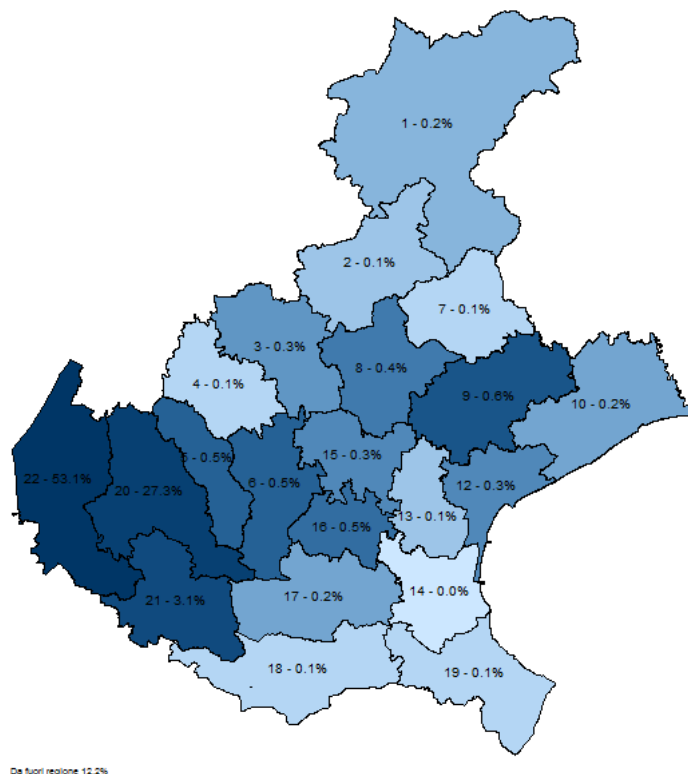 1 - 0.2%
2 - 0.1%
7 - 0.1%
3 - 0.3%
8 - 0.4%
4 - 0.1%
9 - 0.6%
10 - 0.2%
5 - 0.5%
15 - 0.3%
22 - 53.1%
20 - 27.3%
6 - 0.5%
12 - 0.3%
13 - 0.1%
16 - 0.5%
14 - 0.0%
17 - 0.2%
21 - 3.1%
18 - 0.1%
19 - 0.1%
Da fuori regione 12.2%